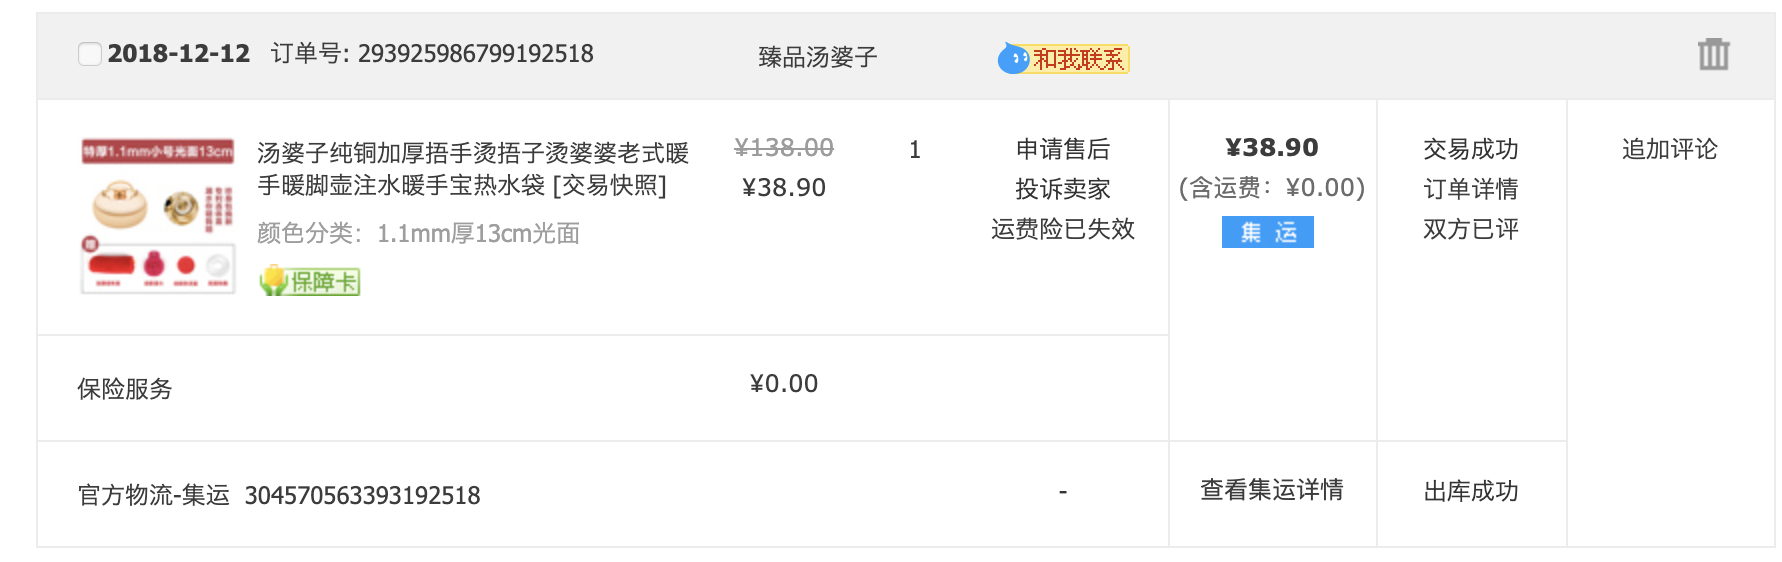 2018-12-12 订单号: 293925986799192518
臻品汤婆子
和我联系
特厚1.1mm小号光面13cm
汤婆子纯铜加厚捂手烫捂子烫婆婆老式暖
手暖脚壶注水暖手宝热水袋 [交易快照]
颜色分类：1.1mm厚13cm光面
保障卡
¥138.00
¥38.90
1
申请售后
投诉卖家
运费险已失效
¥38.90
(含运费：¥0.00)
集 运
交易成功
订单详情
双方已评
追加评论
保险服务
¥0.00
官方物流-集运 304570563393192518
-
查看集运详情
出库成功